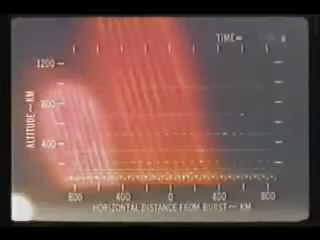 TIME=
1200
800
400
ALTITUDE—KM
800 400 0 400 800
HORIZONTAL DISTANCE FROM BURST—KM